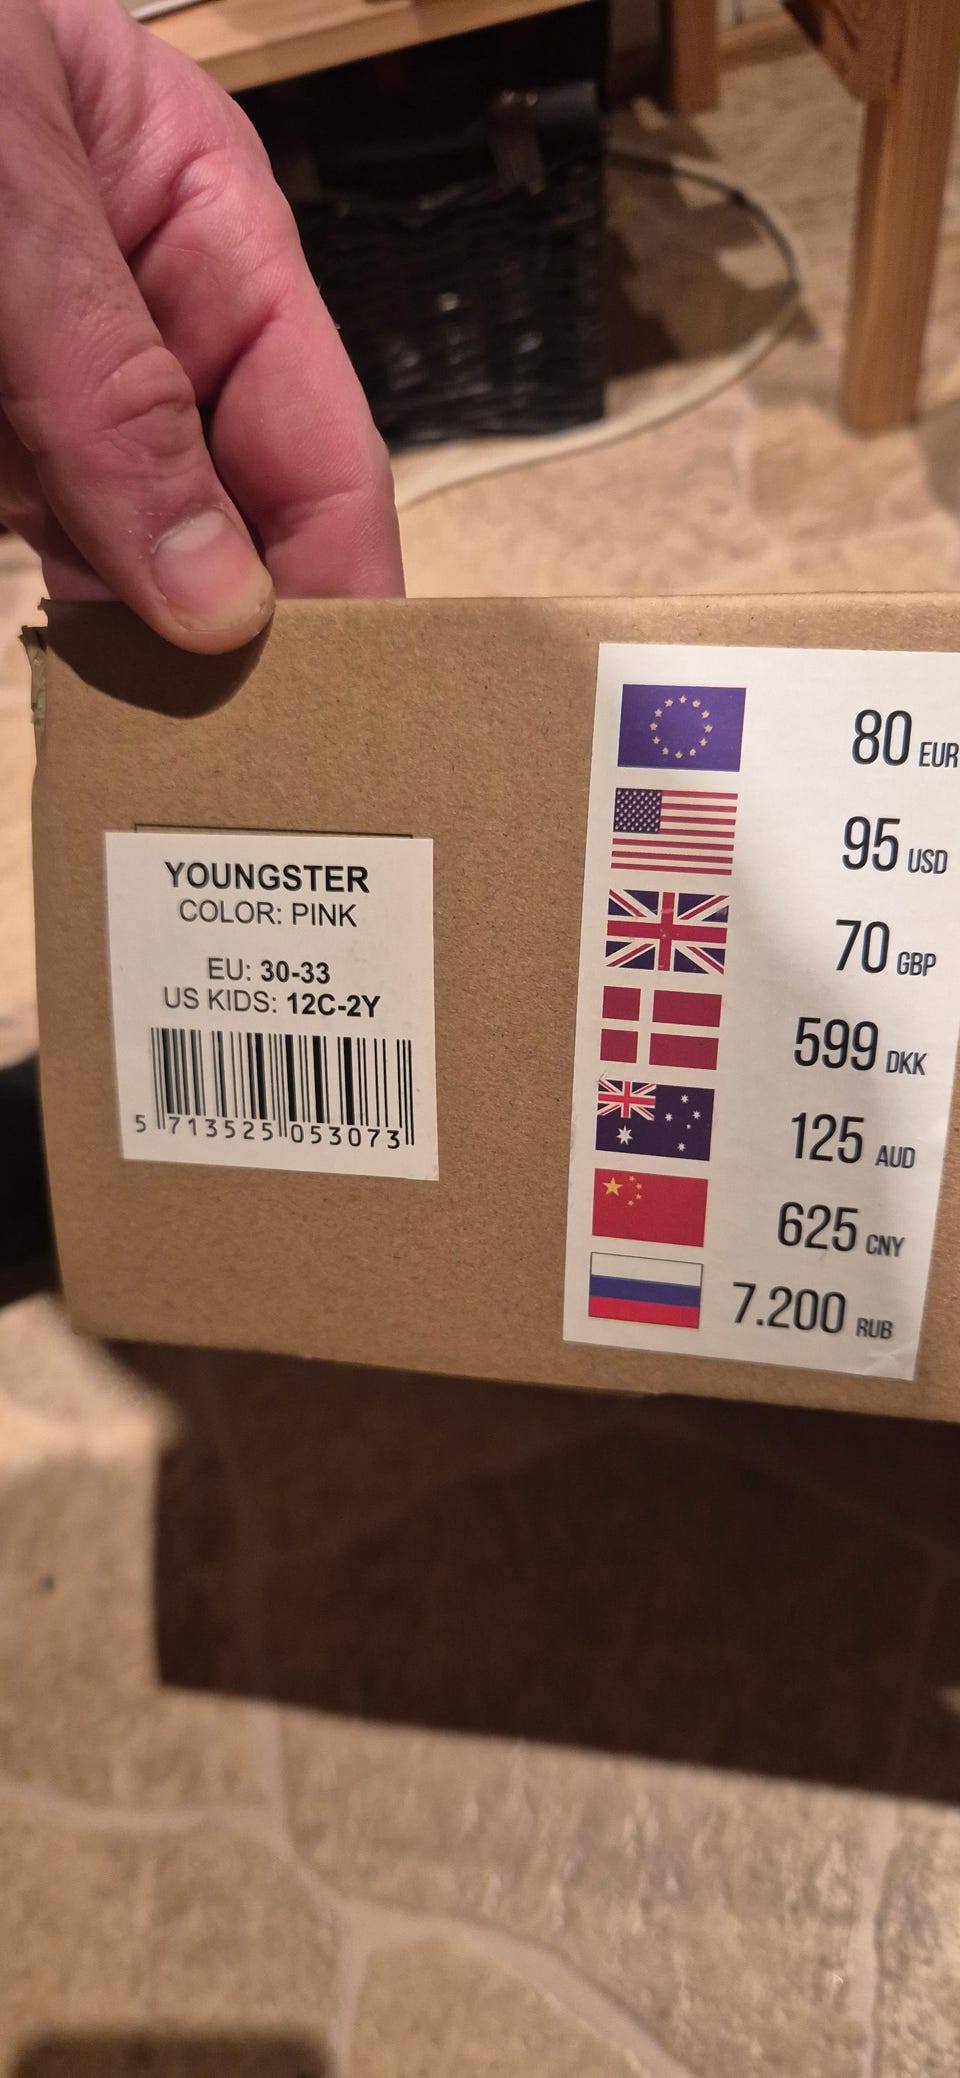 YOUNGSTER
COLOR: PINK
EU: 30-33
US KIDS: 12C-2Y
5 713525 053073
80 EUR
95 USD
70 GBP
599 DKK
125 AUD
625 CNY
7.200 RUB